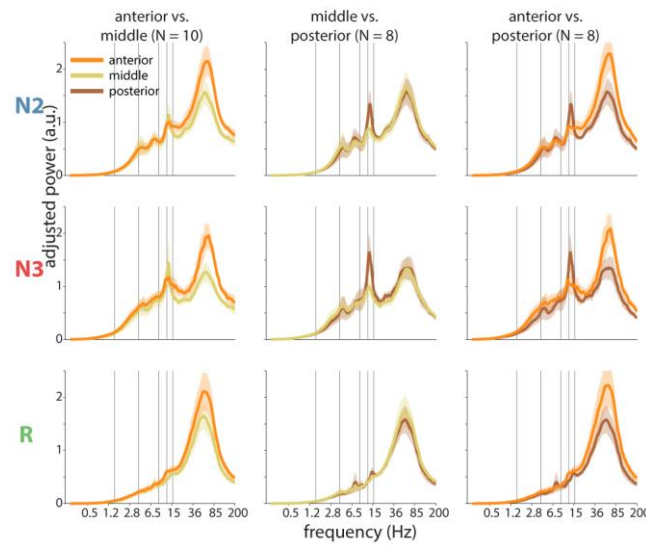 anterior vs.
middle (N = 10)
middle vs.
posterior (N = 8)
anterior vs.
posterior (N = 8)
adjusted power (a.u.)
N2
2
1
0
anterior
middle
posterior
N3
2
1
0
R
2
1
0
0.5 1.2 2.8 6.5 15 36 85 200
0.5 1.2 2.8 6.5 15 36 85 200
0.5 1.2 2.8 6.5 15 36 85 200
frequency (Hz)